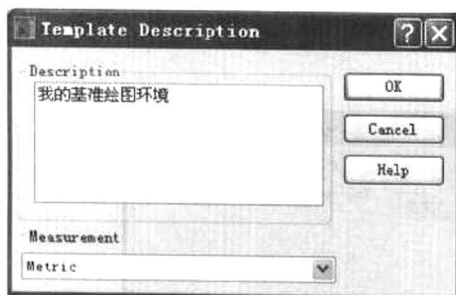 Template Description
Description
我的基准绘图环境
OK
Cancel
Help
Measurement
Metric